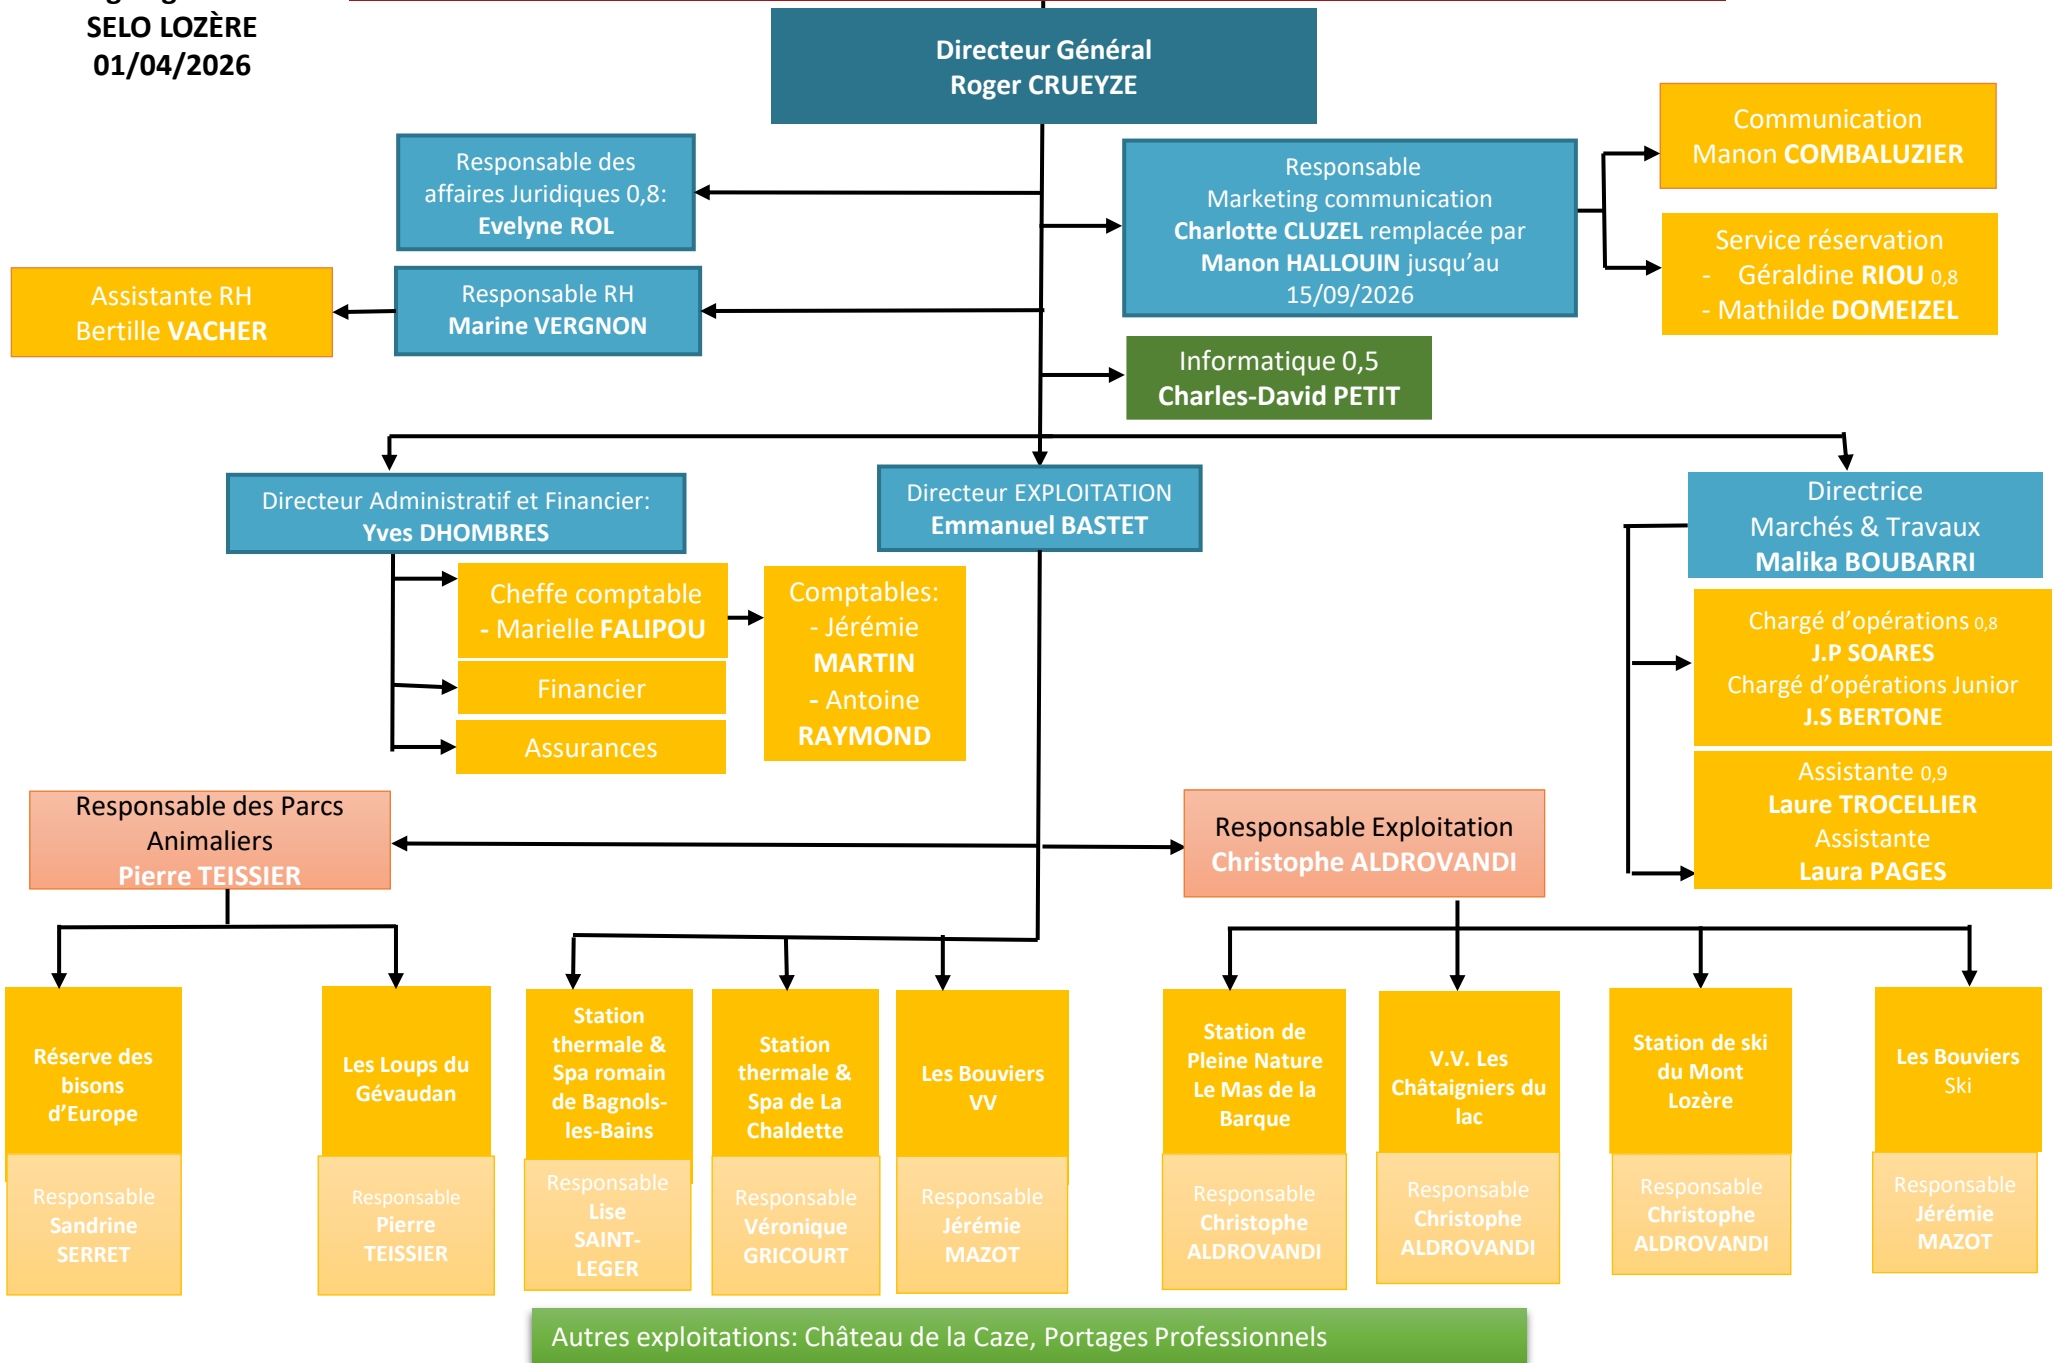 SELO LOZÈRE
01/04/2026
Directeur Général
Roger CRUEYZE
Responsable des
affaires Juridiques 0,8:
Evelyne ROL
Responsable
Marketing communication
Charlotte CLUZEL remplacée par
Manon HALLOUIN jusqu’au
15/09/2026
Communication
Manon COMBALUZIER
Service réservation
- Géraldine RIOU 0,8
- Mathilde DOMEIZEL
Assistante RH
Bertille VACHER
Responsable RH
Marine VERGNON
Informatique 0,5
Charles-David PETIT
Directeur Administratif et Financier:
Yves DHOMBRES
Directeur EXPLOITATION
Emmanuel BASTET
Directrice
Marchés & Travaux
Malika BOUBARRI
Cheffe comptable
- Marielle FALIPOU
Comptables:
- Jérémie
MARTIN
- Antoine
RAYMOND
Financier
Assurances
Chargé d’opérations 0,8
J.P SOARES
Chargé d’opérations Junior
J.S BERTONE
Assistante 0,9
Laure TROCELLIER
Assistante
Laura PAGES
Responsable des Parcs
Animaliers
Pierre TEISSIER
Responsable Exploitation
Christophe ALDROVANDI
Réserve des
bisons
d’Europe
Responsable
Sandrine
SERRET
Les Loups du
Gévaudan
Responsable
Pierre
TEISSIER
Station
thermale &
Spa romain
de Bagnols-
les-Bains
Responsable
Lise
SAINT-
LEGER
Station
thermale &
Spa de La
Chaldette
Responsable
Véronique
GRICOURT
Les Bouviers
VV
Responsable
Jérémie
MAZOT
Station de
Pleine Nature
Le Mas de la
Barque
Responsable
Christophe
ALDROVANDI
V.V. Les
Châtaigniers du
lac
Responsable
Christophe
ALDROVANDI
Station de ski
du Mont
Lozère
Responsable
Christophe
ALDROVANDI
Les Bouviers
Ski
Responsable
Jérémie
MAZOT
Autres exploitations: Château de la Caze, Portages Professionnels